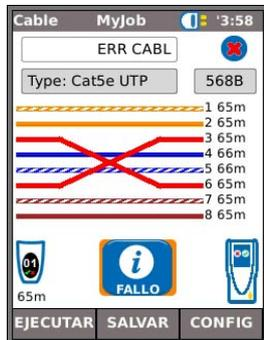 Cable MyJob '3:58
ERR CABL
Type: Cat5e UTP 568B
1 65m
2 65m
3 65m
4 66m
5 66m
6 65m
7 65m
8 65m
01
65m
i
FALLO
EJECUTAR SALVAR CONFIG